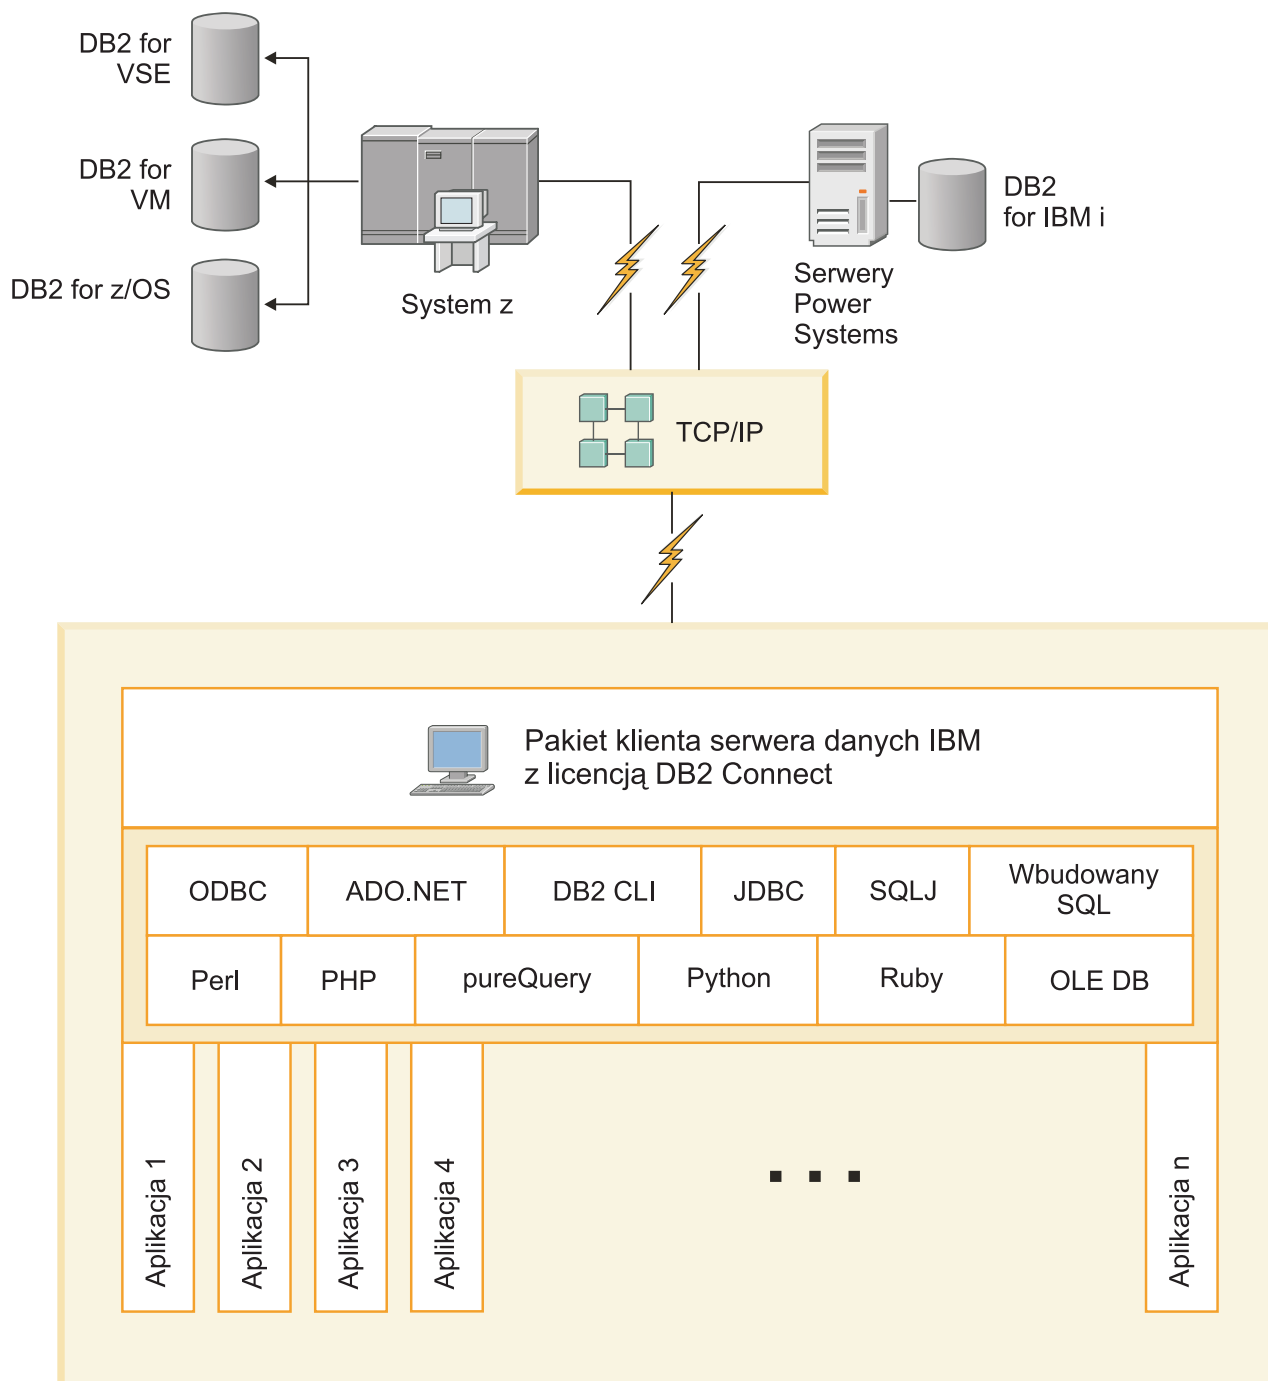 DB2 for
VSE
DB2 for
VM
DB2 for z/OS
System z
Serwery
Power
Systems
DB2
for IBM i
TCP/IP
Pakiet klienta serwera danych IBM
z licencją DB2 Connect
ODBC
ADO.NET
DB2 CLI
JDBC
SQLJ
Wbudowany
SQL
Perl
PHP
pureQuery
Python
Ruby
OLE DB
Aplikacja 1
Aplikacja 2
Aplikacja 3
Aplikacja 4
. . .
Aplikacja n